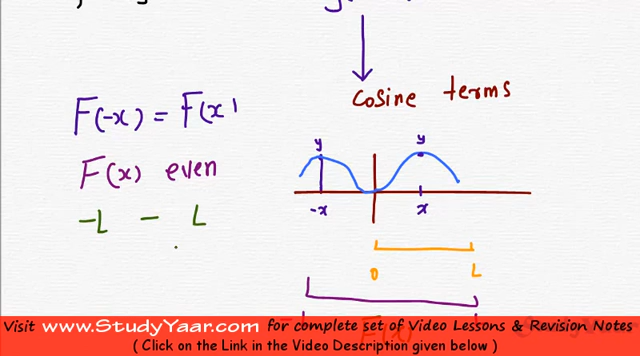 cosine terms
F(-x) = F(x)
F(x) even
-L - L
y
y
-x
x
0
L
F(x)
Visit www.StudyYaar.com for complete set of Video Lessons & Revision Notes
( Click on the Link in the Video Description given below )